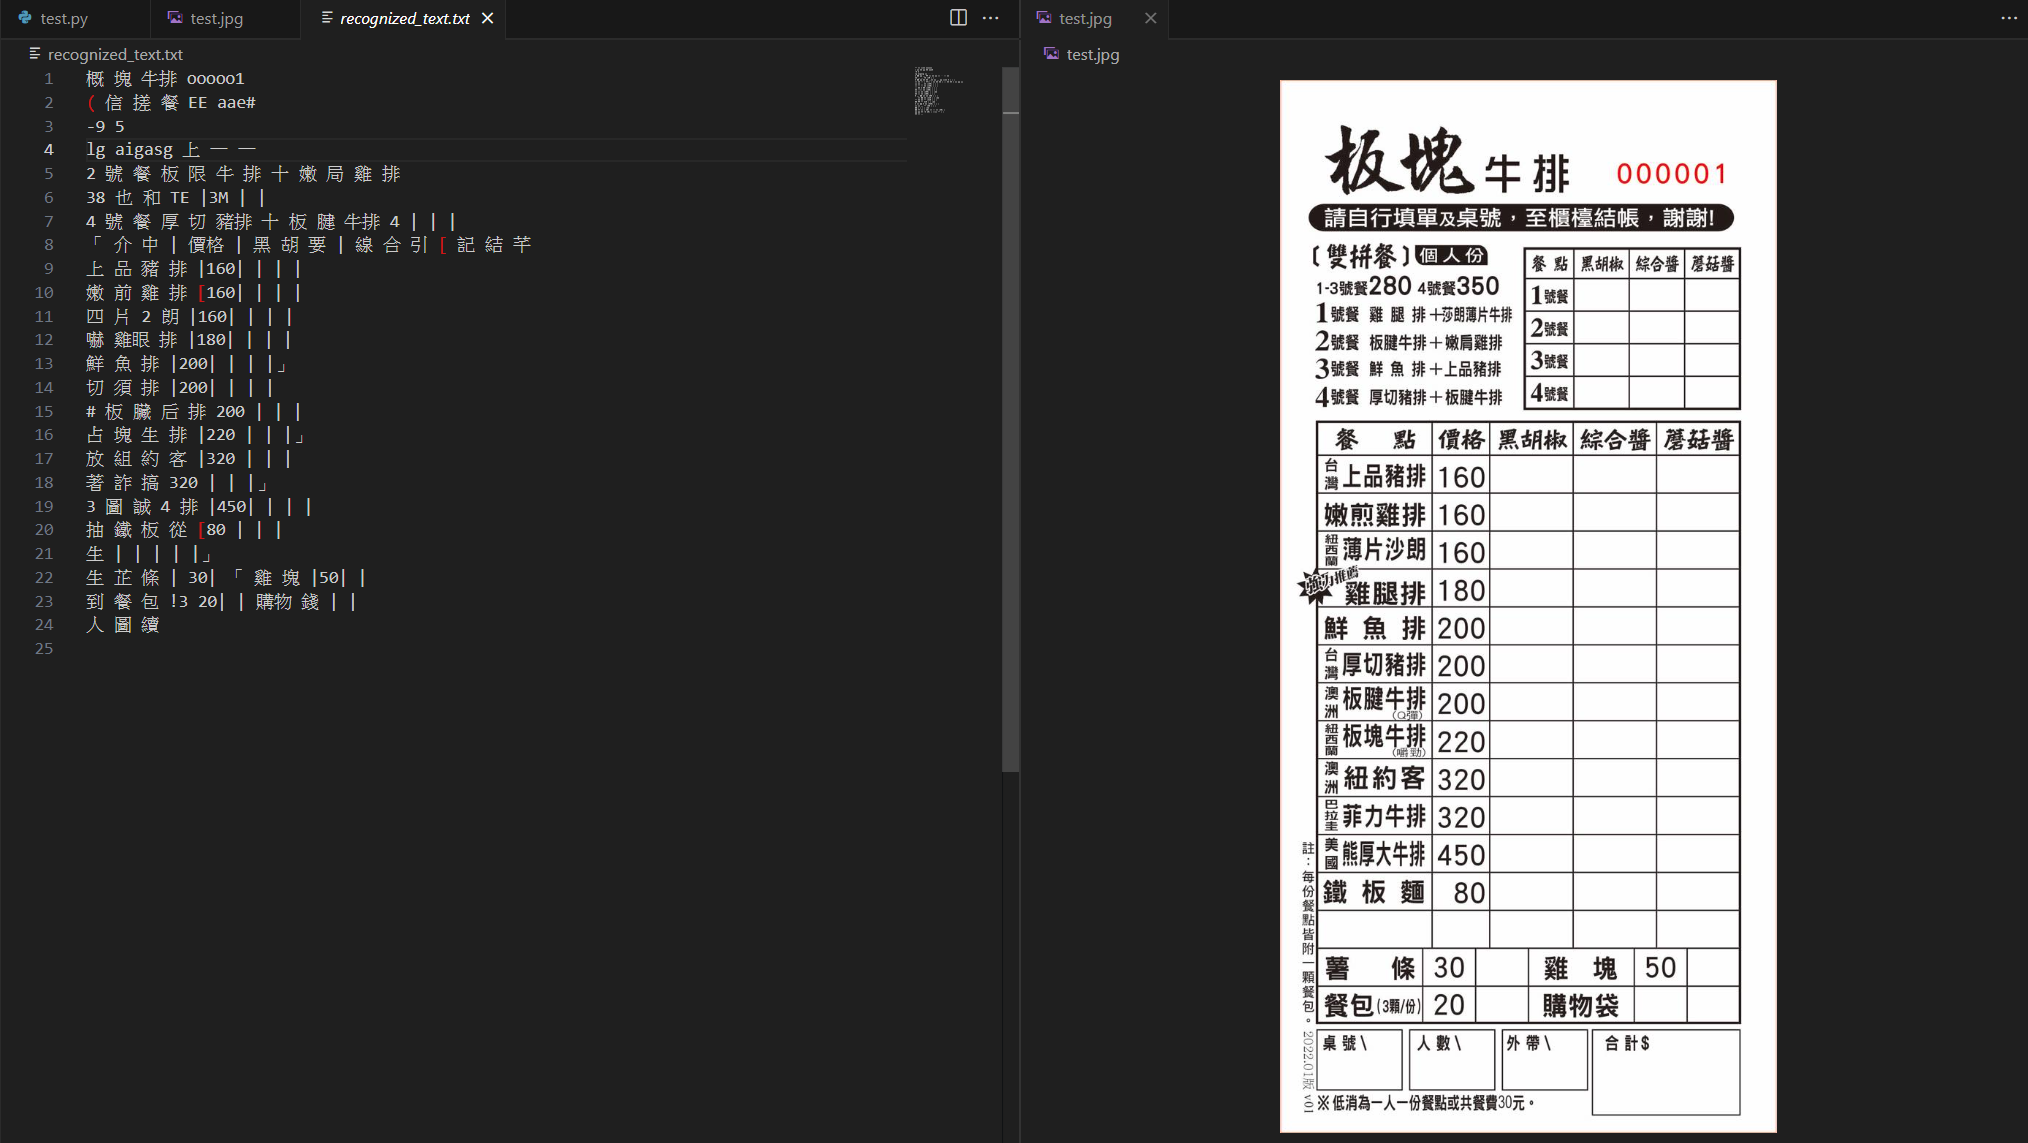 test.py
test.jpg
recognized_text.txt
recognized_text.txt
1 概 塊 牛排 ooooo1
2 ( 信 搓 餐 EE aae#
3 -9 5
4 lg aigasg 上 一 一
5 2 號 餐 板 限 牛 排 十 嫩 局 雞 排
6 38 也 和 TE |3M | |
7 4 號 餐 厚 切 豬排 十 板 腱 牛排 4 | | |
8 「 介 中 | 價格 | 黑 胡 要 | 線 合 引 [ 記 結 芊
9 上 品 豬 排 |160| | | |
10 嫩 前 雞 排 [160| | | |
11 四 片 2 朗 |160| | | |
12 嚇 雞眼 排 |180| | | |
13 鮮 魚 排 |200| | | |」
14 切 須 排 |200| | | |
15 # 板 臟 后 排 200 | | |
16 占 塊 生 排 |220 | | |」
17 放 組 約 客 |320 | | |
18 著 詐 搞 320 | | |」
19 3 圖 誠 4 排 |450| | | |
20 抽 鐵 板 從 [80 | | |
21 生 | | | | |」
22 生 芷 條 | 30| 「 雞 塊 |50| |
23 到 餐 包 !3 20| | 購物 錢 | |
24 人 圖 續
25
test.jpg
test.jpg
板塊牛排 000001
請自行填單及桌號，至櫃檯結帳，謝謝!
〔雙拼餐〕個人份
1-3號餐280 4號餐350
1號餐 雞 腿 排＋莎朗薄片牛排
2號餐 板腱牛排＋嫩肩雞排
3號餐 鮮 魚 排＋上品豬排
4號餐 厚切豬排＋板腱牛排
餐 點 黑胡椒 綜合醬 蘑菇醬
1號餐
2號餐
3號餐
4號餐
餐 點 價格 黑胡椒 綜合醬 蘑菇醬
台灣 上品豬排 160
嫩煎雞排 160
紐西蘭 薄片沙朗 160
強力推薦 雞腿排 180
鮮 魚 排 200
台灣 厚切豬排 200
澳洲 板腱牛排 (Q彈) 200
紐西蘭 板塊牛排 (嚼勁) 220
澳洲 紐約客 320
巴拉圭 菲力牛排 320
美國 熊厚大牛排 450
鐵 板 麵 80
薯 條 30 雞 塊 50
餐包(3顆/份) 20 購物袋
註：每份餐點皆附一顆餐包。2022.01版 v01
桌 號 \ 人 數 \ 外 帶 \ 合 計 $
※ 低消為一人一份餐點或共餐費30元。